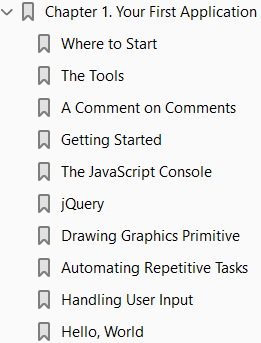 Chapter 1. Your First Application
Where to Start
The Tools
A Comment on Comments
Getting Started
The JavaScript Console
jQuery
Drawing Graphics Primitive
Automating Repetitive Tasks
Handling User Input
Hello, World